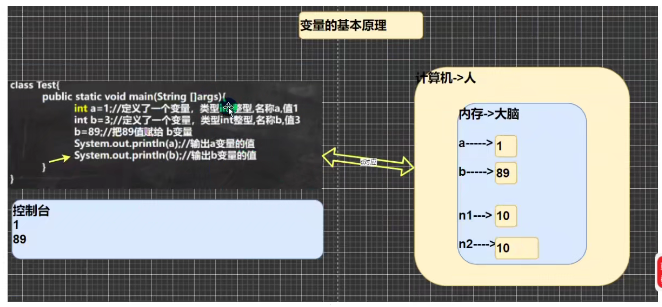 变量的基本原理
class Test{
public static void main(String []args){
int a=1;//定义了一个变量，类型int整型,名称a,值1
int b=3;//定义了一个变量，类型int整型,名称b,值3
b=89;//把89值赋给 b变量
System.out.println(a);//输出a变量的值
System.out.println(b);//输出b变量的值
}
}
控制台
1
89
对应
计算机->人
内存->大脑
a----->1
b----->89
n1--->10
n2---->10